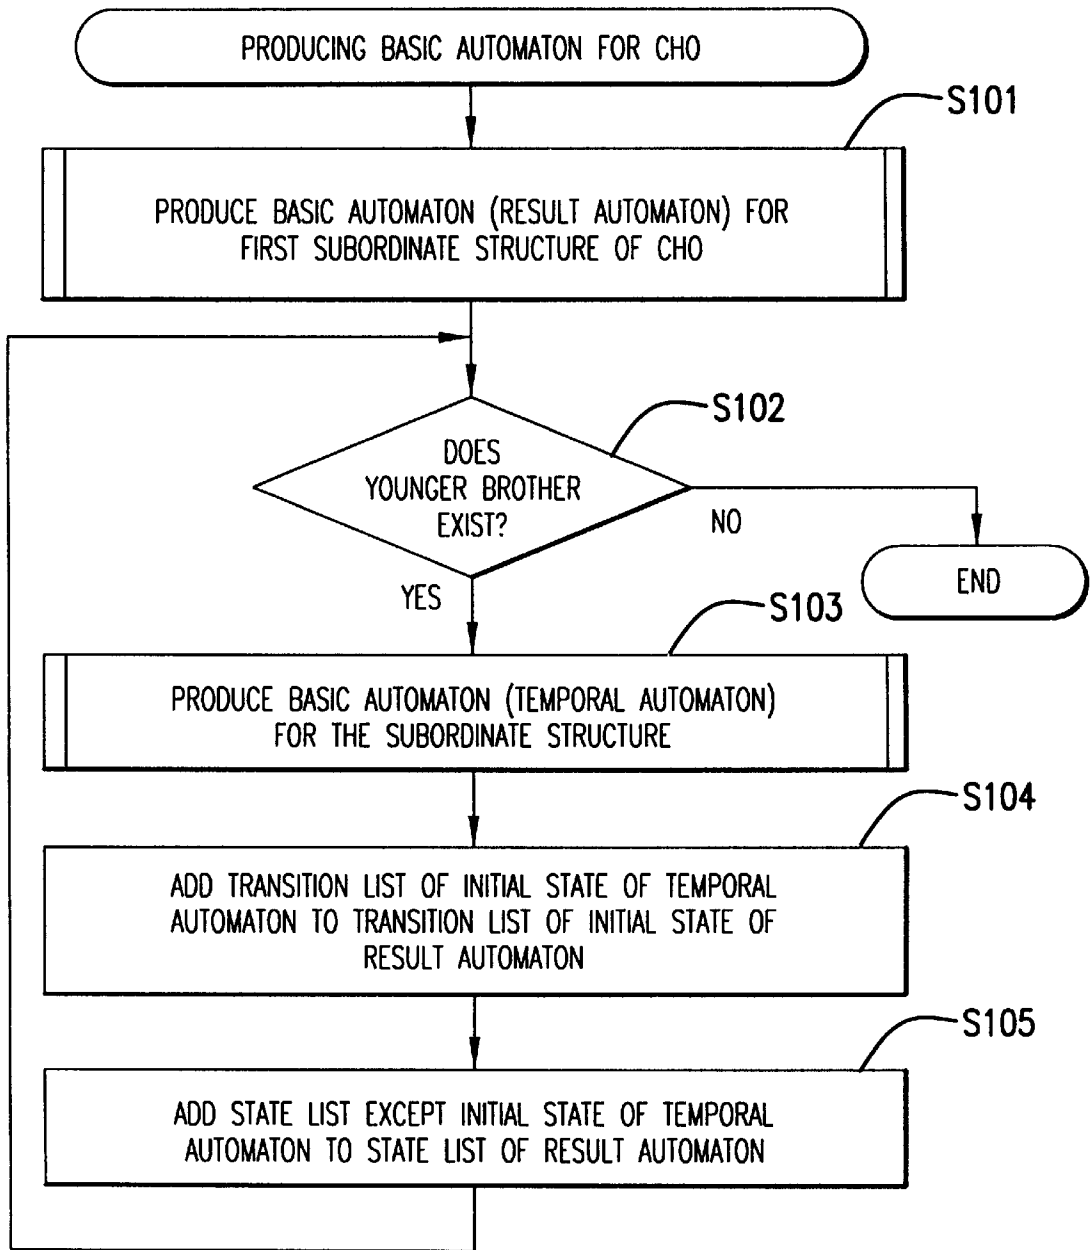 PRODUCING BASIC AUTOMATON FOR CHO
S101
PRODUCE BASIC AUTOMATON (RESULT AUTOMATON) FOR
FIRST SUBORDINATE STRUCTURE OF CHO
S102
DOES
YOUNGER BROTHER
EXIST?
NO
END
YES
S103
PRODUCE BASIC AUTOMATON (TEMPORAL AUTOMATON)
FOR THE SUBORDINATE STRUCTURE
S104
ADD TRANSITION LIST OF INITIAL STATE OF TEMPORAL
AUTOMATON TO TRANSITION LIST OF INITIAL STATE OF
RESULT AUTOMATON
S105
ADD STATE LIST EXCEPT INITIAL STATE OF TEMPORAL
AUTOMATON TO STATE LIST OF RESULT AUTOMATON